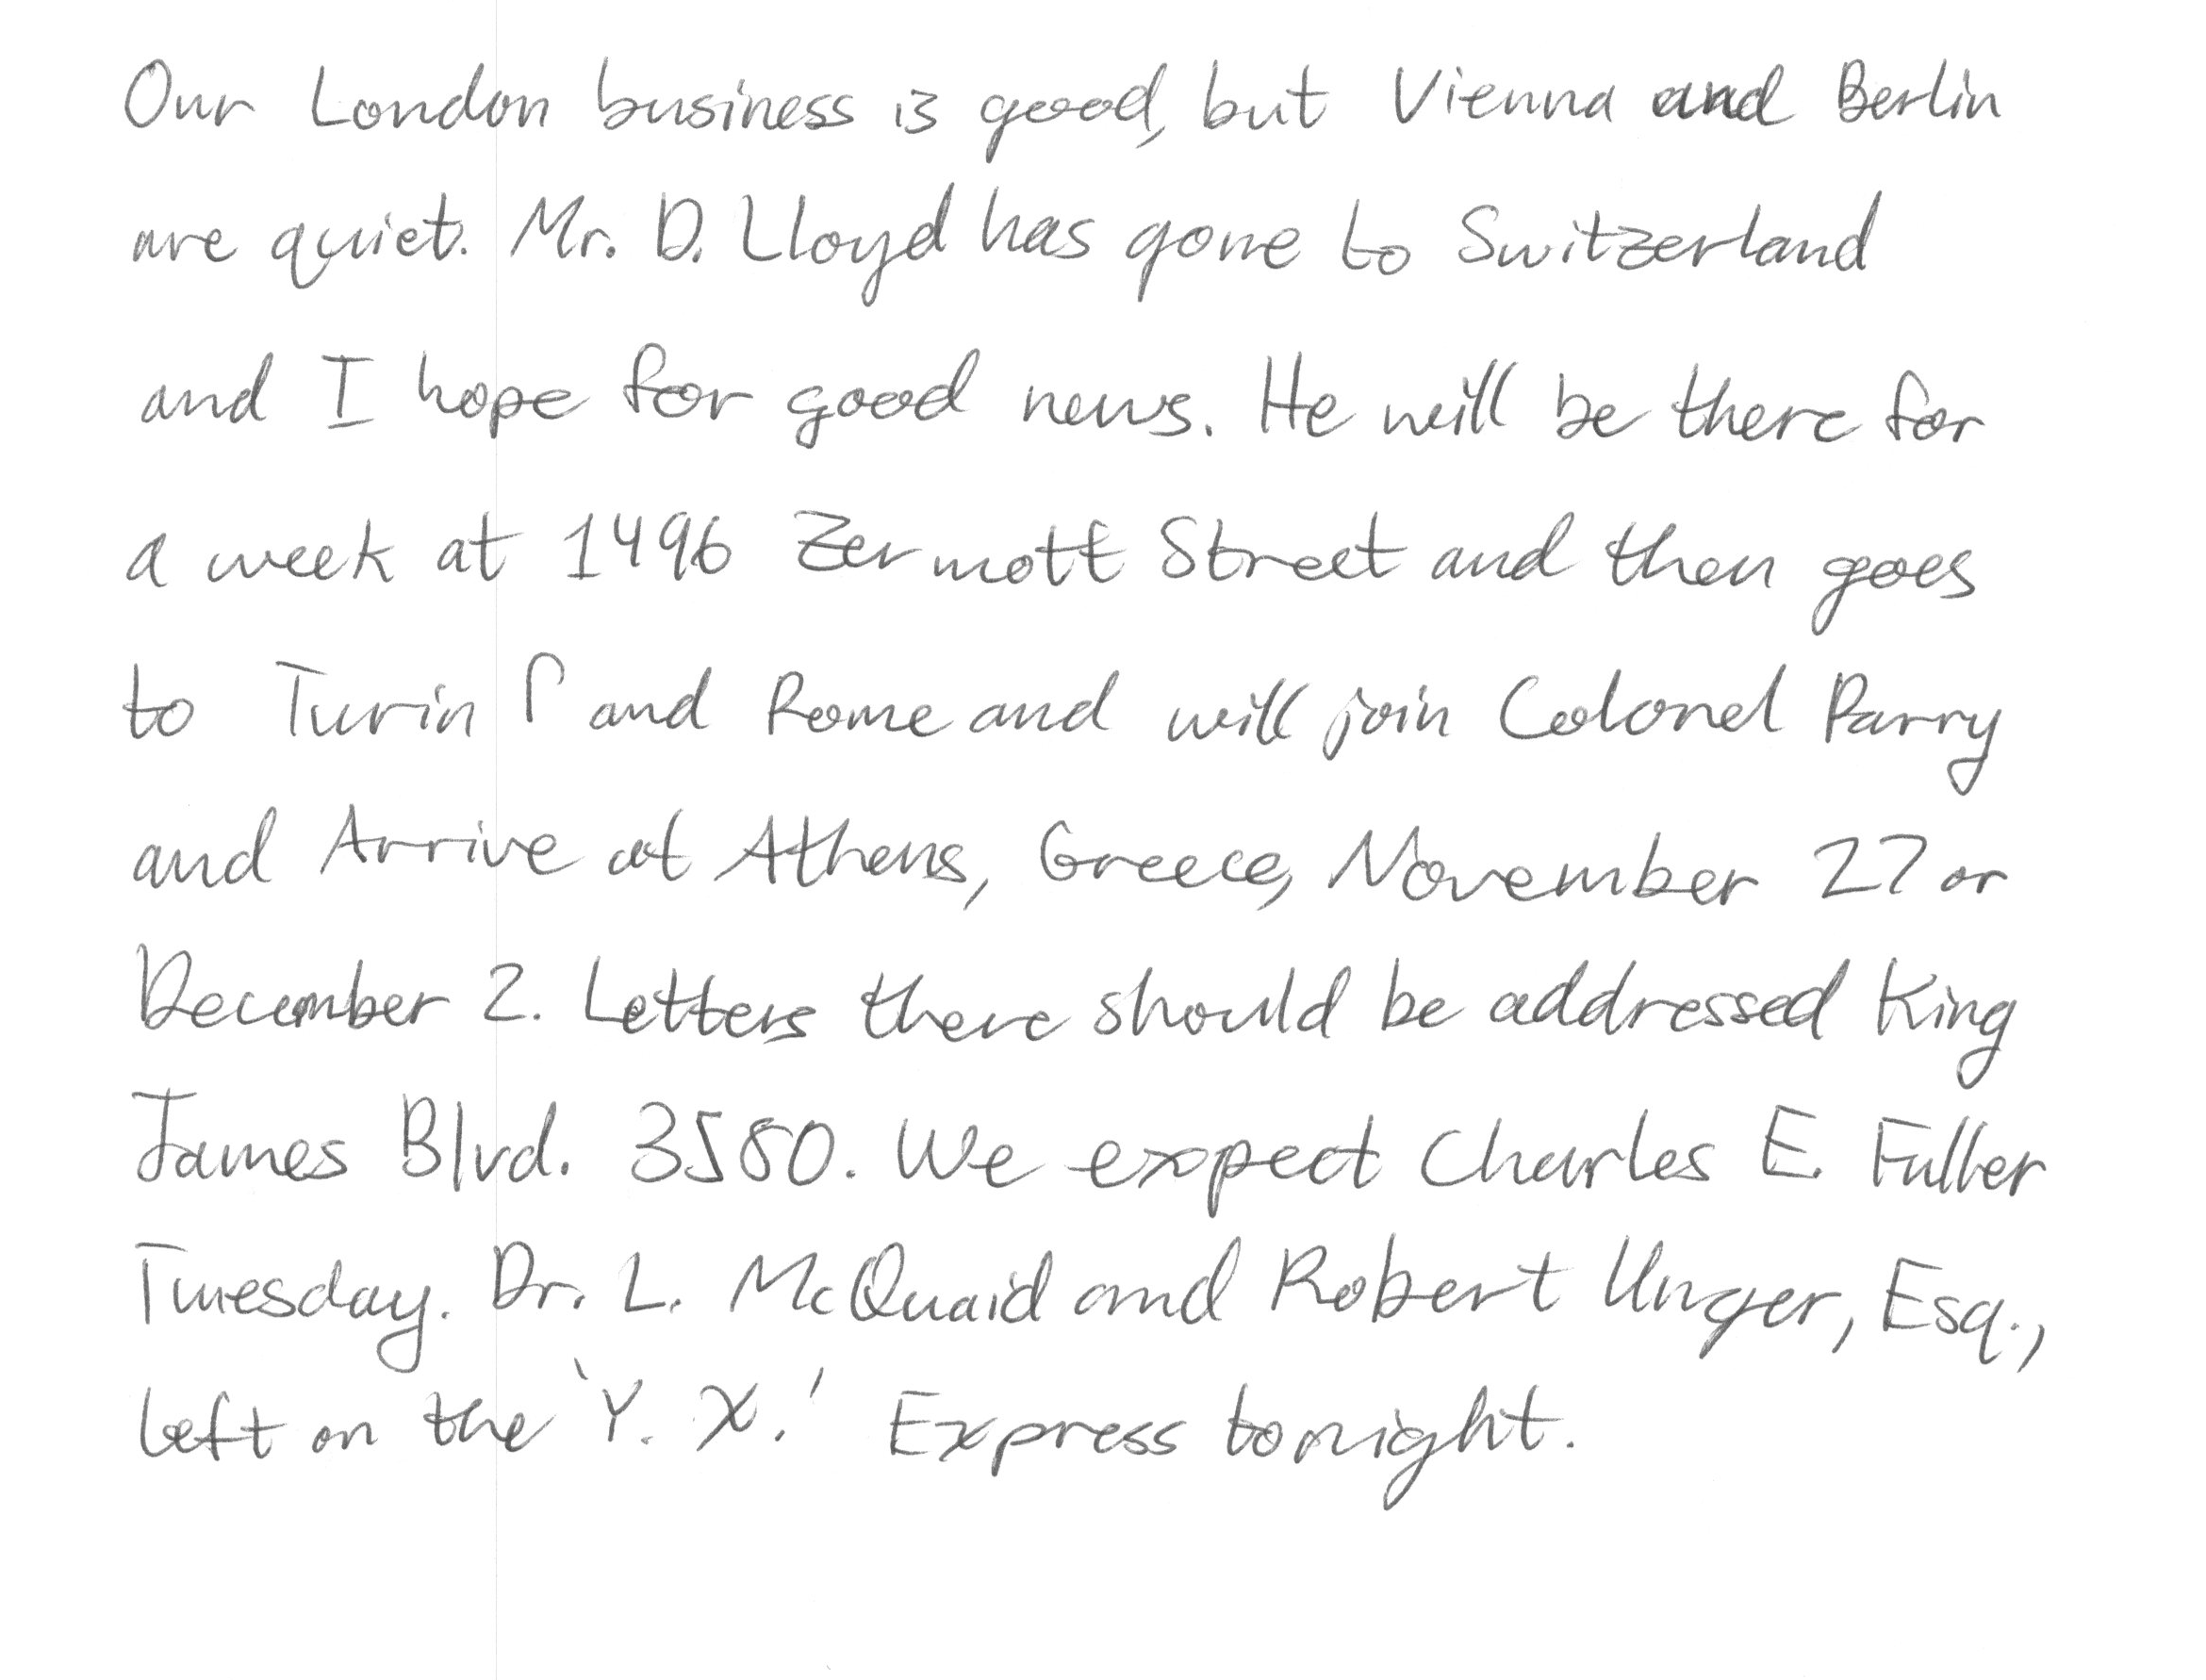 Our London business is good, but Vienna and Berlin
are quiet. Mr. D. Lloyd has gone to Switzerland
and I hope for good news. He will be there for
a week at 1496 Zermott Street and then goes
to Turin and Rome and will join Colonel Parry
and Arrive at Athens, Greece, November 27 or
December 2. Letters there should be addressed King
James Blvd. 3580. We expect Charles E. Fuller
Tuesday. Dr. L. McQuaid and Robert Unger, Esq.,
left on the 'Y. X.' Express tonight.